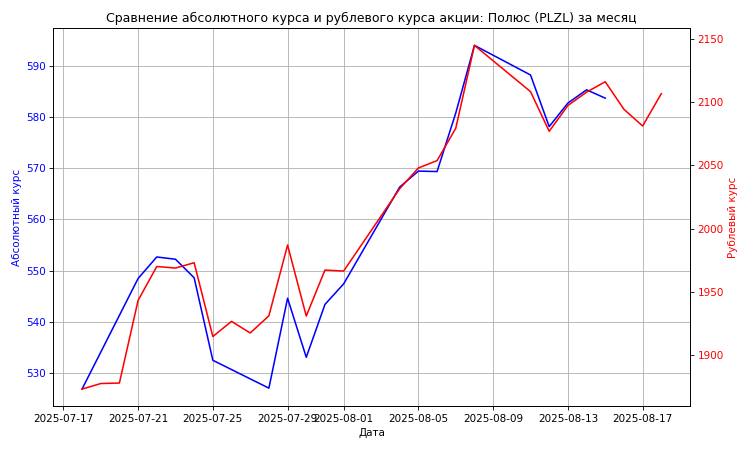 Сравнение абсолютного курса и рублевого курса акции: Полюс (PLZL) за месяц
Абсолютный курс
590
580
570
560
550
540
530
2150
2100
2050
2000
1950
1900
Рублевый курс
2025-07-17 2025-07-21 2025-07-25 2025-07-29 2025-08-01 2025-08-05 2025-08-09 2025-08-13 2025-08-17
Дата